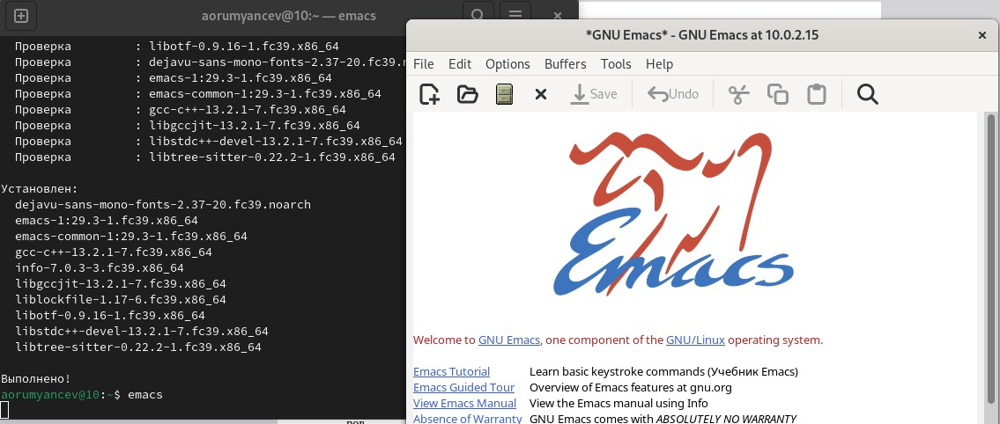 aorumyancev@10:~ — emacs
Проверка : libotf-0.9.16-1.fc39.x86_64
Проверка : dejavu-sans-mono-fonts-2.37-20.fc39.n
Проверка : emacs-1:29.3-1.fc39.x86_64
Проверка : emacs-common-1:29.3-1.fc39.x86_64
Проверка : gcc-c++-13.2.1-7.fc39.x86_64
Проверка : libgccjit-13.2.1-7.fc39.x86_64
Проверка : libstdc++-devel-13.2.1-7.fc39.x86_64
Проверка : libtree-sitter-0.22.2-1.fc39.x86_64
Установлен:
dejavu-sans-mono-fonts-2.37-20.fc39.noarch
emacs-1:29.3-1.fc39.x86_64
emacs-common-1:29.3-1.fc39.x86_64
gcc-c++-13.2.1-7.fc39.x86_64
info-7.0.3-3.fc39.x86_64
libgccjit-13.2.1-7.fc39.x86_64
liblockfile-1.17-6.fc39.x86_64
libotf-0.9.16-1.fc39.x86_64
libstdc++-devel-13.2.1-7.fc39.x86_64
libtree-sitter-0.22.2-1.fc39.x86_64
Выполнено!
aorumyancev@10:~$ emacs
*GNU Emacs* - GNU Emacs at 10.0.2.15
File Edit Options Buffers Tools Help
Save Undo
Emacs
Welcome to GNU Emacs, one component of the GNU/Linux operating system.
Emacs Tutorial Learn basic keystroke commands (Учебник Emacs)
Emacs Guided Tour Overview of Emacs features at gnu.org
View Emacs Manual View the Emacs manual using Info
Absence of Warranty GNU Emacs comes with ABSOLUTELY NO WARRANTY